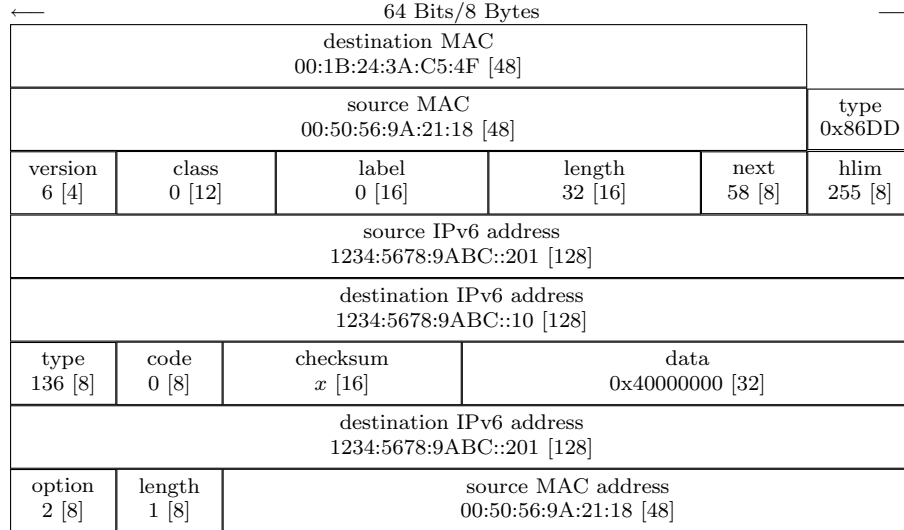 64 Bits/8 Bytes
destination MAC
00:1B:24:3A:C5:4F [48]
source MAC
00:50:56:9A:21:18 [48]
type
0x86DD
version
6 [4]
class
0 [12]
label
0 [16]
length
32 [16]
next
58 [8]
hlim
255 [8]
source IPv6 address
1234:5678:9ABC::201 [128]
destination IPv6 address
1234:5678:9ABC::10 [128]
type
136 [8]
code
0 [8]
checksum
x [16]
data
0x40000000 [32]
destination IPv6 address
1234:5678:9ABC::201 [128]
option
2 [8]
length
1 [8]
source MAC address
00:50:56:9A:21:18 [48]